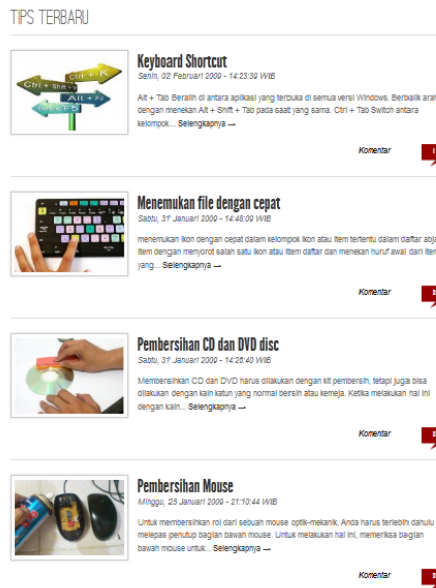 TIPS TERBARU
Ctrl + K
Ctrl + Shift +
Alt + F4
Keyboard Shortcut
Senin, 02 Februari 2009 - 14:23:39 WIB
Alt + Tab Beralih di antara aplikasi yang terbuka di semua versi Windows. Berbalik arah
dengan menekan Alt + Shift + Tab pada saat yang sama. Ctrl + Tab Switch antara
kelompok... Selengkapnya →
Komentar
Menemukan file dengan cepat
Sabtu, 31 Januari 2009 - 14:48:09 WIB
menemukan ikon dengan cepat dalam kelompok ikon atau item tertentu dalam daftar abja
item dengan menyorot salah satu ikon atau item daftar dan menekan huruf awal dari item
yang... Selengkapnya →
Komentar
Pembersihan CD dan DVD disc
Sabtu, 31 Januari 2009 - 14:26:40 WIB
Membersihkan CD dan DVD harus dilakukan dengan kit pembersih, tetapi juga bisa
dilakukan dengan kain katun yang normal bersih atau kemeja. Ketika melakukan hal ini
dengan kain... Selengkapnya →
Komentar
Pembersihan Mouse
Minggu, 25 Januari 2009 - 21:10:44 WIB
Untuk membersihkan rol dari sebuah mouse optik-mekanik, Anda harus terlebih dahulu
melepas penutup bagian bawah mouse. Untuk melakukan hal ini, memeriksa bagian
bawah mouse untuk... Selengkapnya →
Komentar